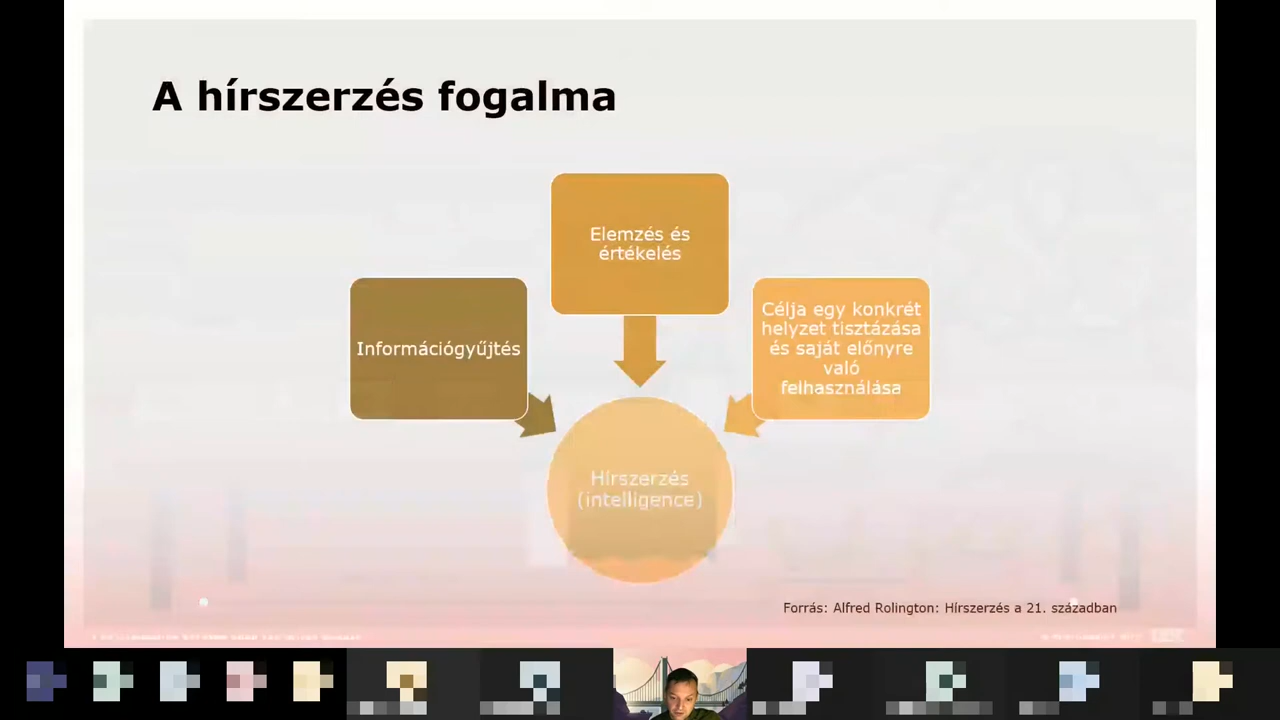 A hírszerzés fogalma
Elemzés és
értékelés
Információgyűjtés
Célja egy konkrét
helyzet tisztázása
és saját előnyre
való
felhasználása
Hírszerzés
(intelligence)
Forrás: Alfred Rolington: Hírszerzés a 21. században